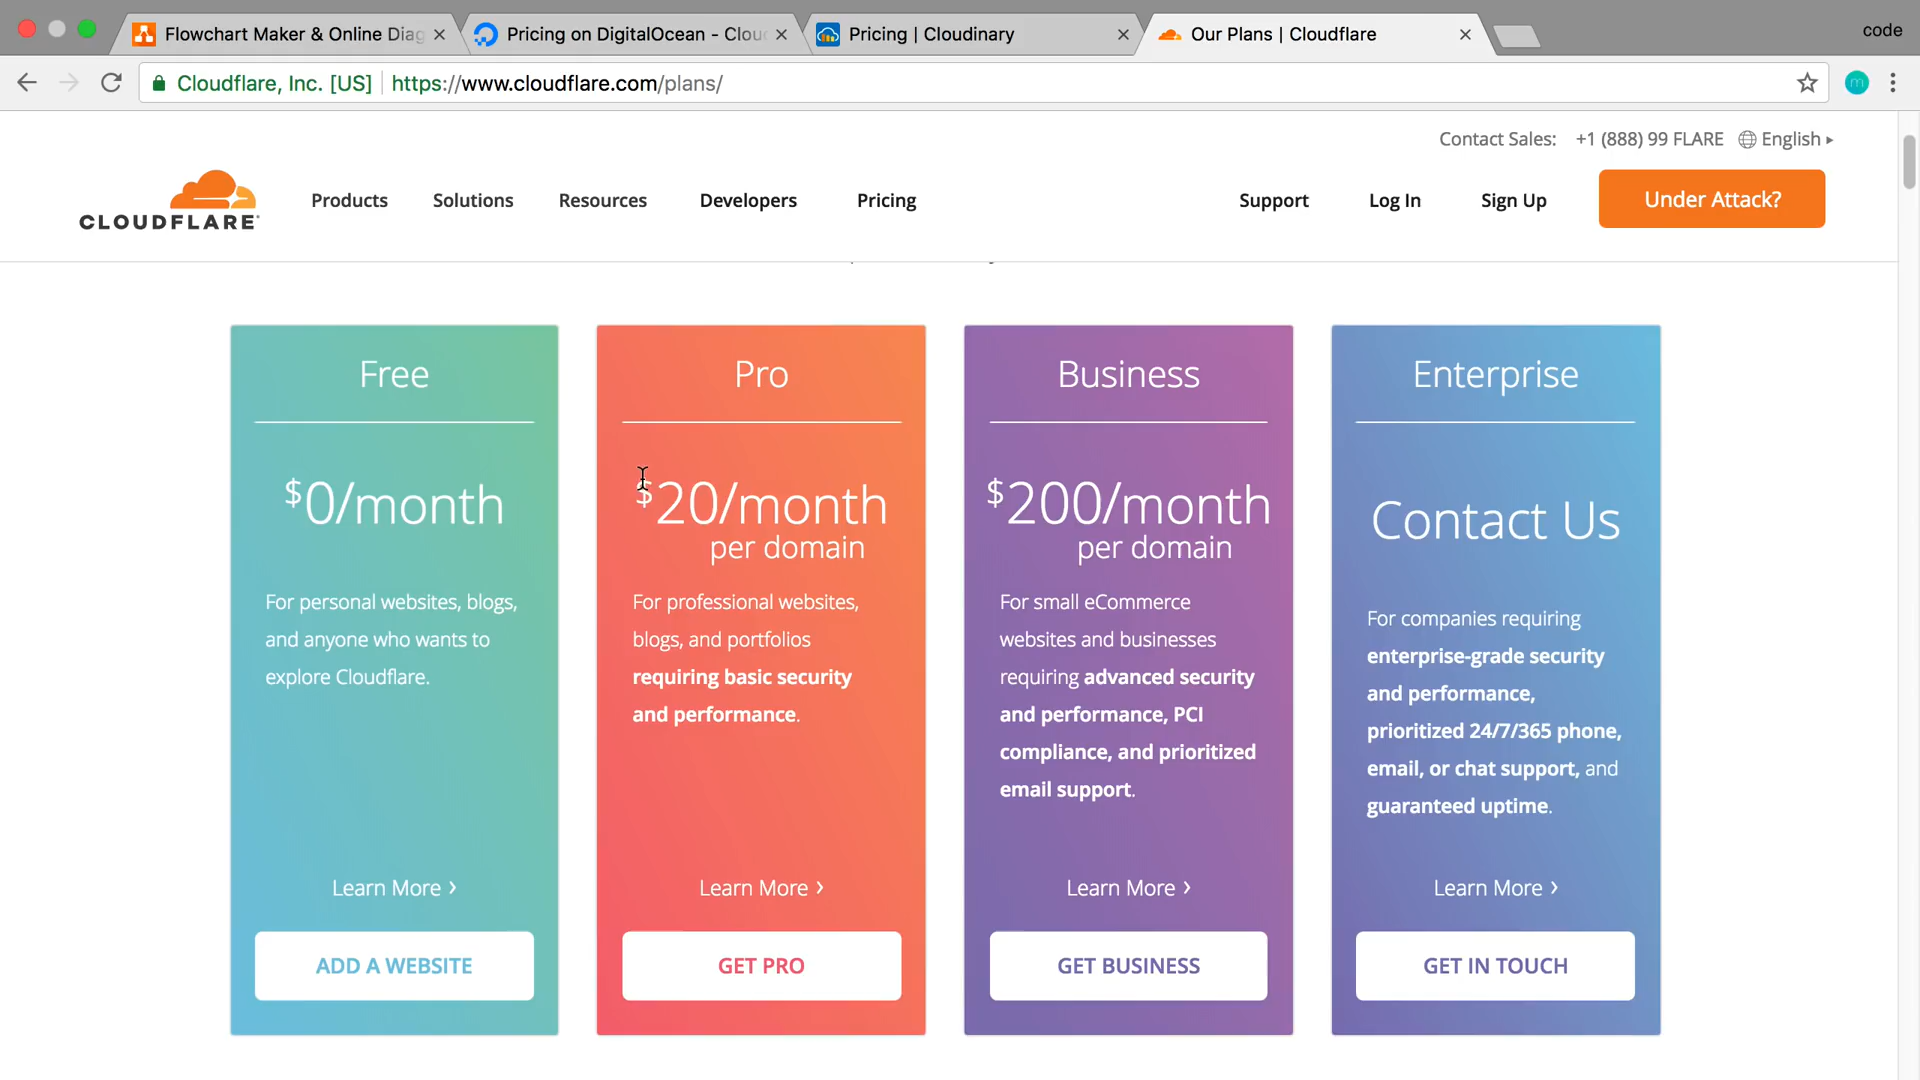 Flowchart Maker & Online Diag
Pricing on DigitalOcean - Clou
Pricing | Cloudinary
Our Plans | Cloudflare
code
Cloudflare, Inc. [US]
https://www.cloudflare.com/plans/
m
Contact Sales: +1 (888) 99 FLARE English
CLOUDFLARE
Products
Solutions
Resources
Developers
Pricing
Support
Log In
Sign Up
Under Attack?
Free
$0/month
For personal websites, blogs,
and anyone who wants to
explore Cloudflare.
Learn More ›
ADD A WEBSITE
Pro
$20/month
per domain
For professional websites,
blogs, and portfolios
requiring basic security
and performance.
Learn More ›
GET PRO
Business
$200/month
per domain
For small eCommerce
websites and businesses
requiring advanced security
and performance, PCI
compliance, and prioritized
email support.
Learn More ›
GET BUSINESS
Enterprise
Contact Us
For companies requiring
enterprise-grade security
and performance,
prioritized 24/7/365 phone,
email, or chat support, and
guaranteed uptime.
Learn More ›
GET IN TOUCH